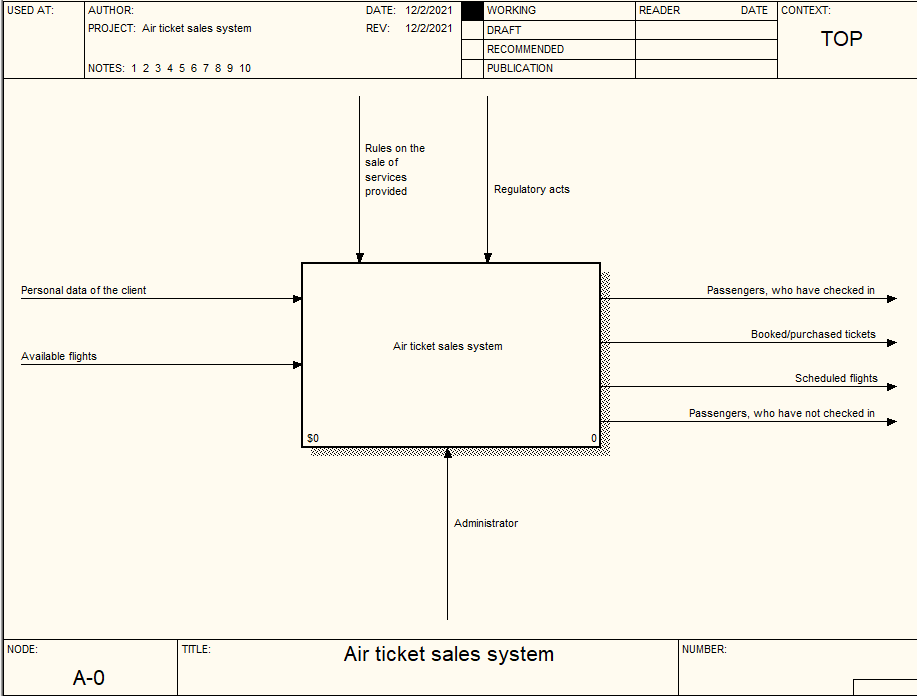 USED AT:
AUTHOR:
DATE: 12/2/2021
PROJECT: Air ticket sales system
REV: 12/2/2021
NOTES: 1 2 3 4 5 6 7 8 9 10
WORKING
DRAFT
RECOMMENDED
PUBLICATION
READER DATE
CONTEXT:
TOP
Rules on the
sale of
services
provided
Regulatory acts
Personal data of the client
Available flights
Air ticket sales system
$0
0
Passengers, who have checked in
Booked/purchased tickets
Scheduled flights
Passengers, who have not checked in
Administrator
NODE:
A-0
TITLE:
Air ticket sales system
NUMBER: